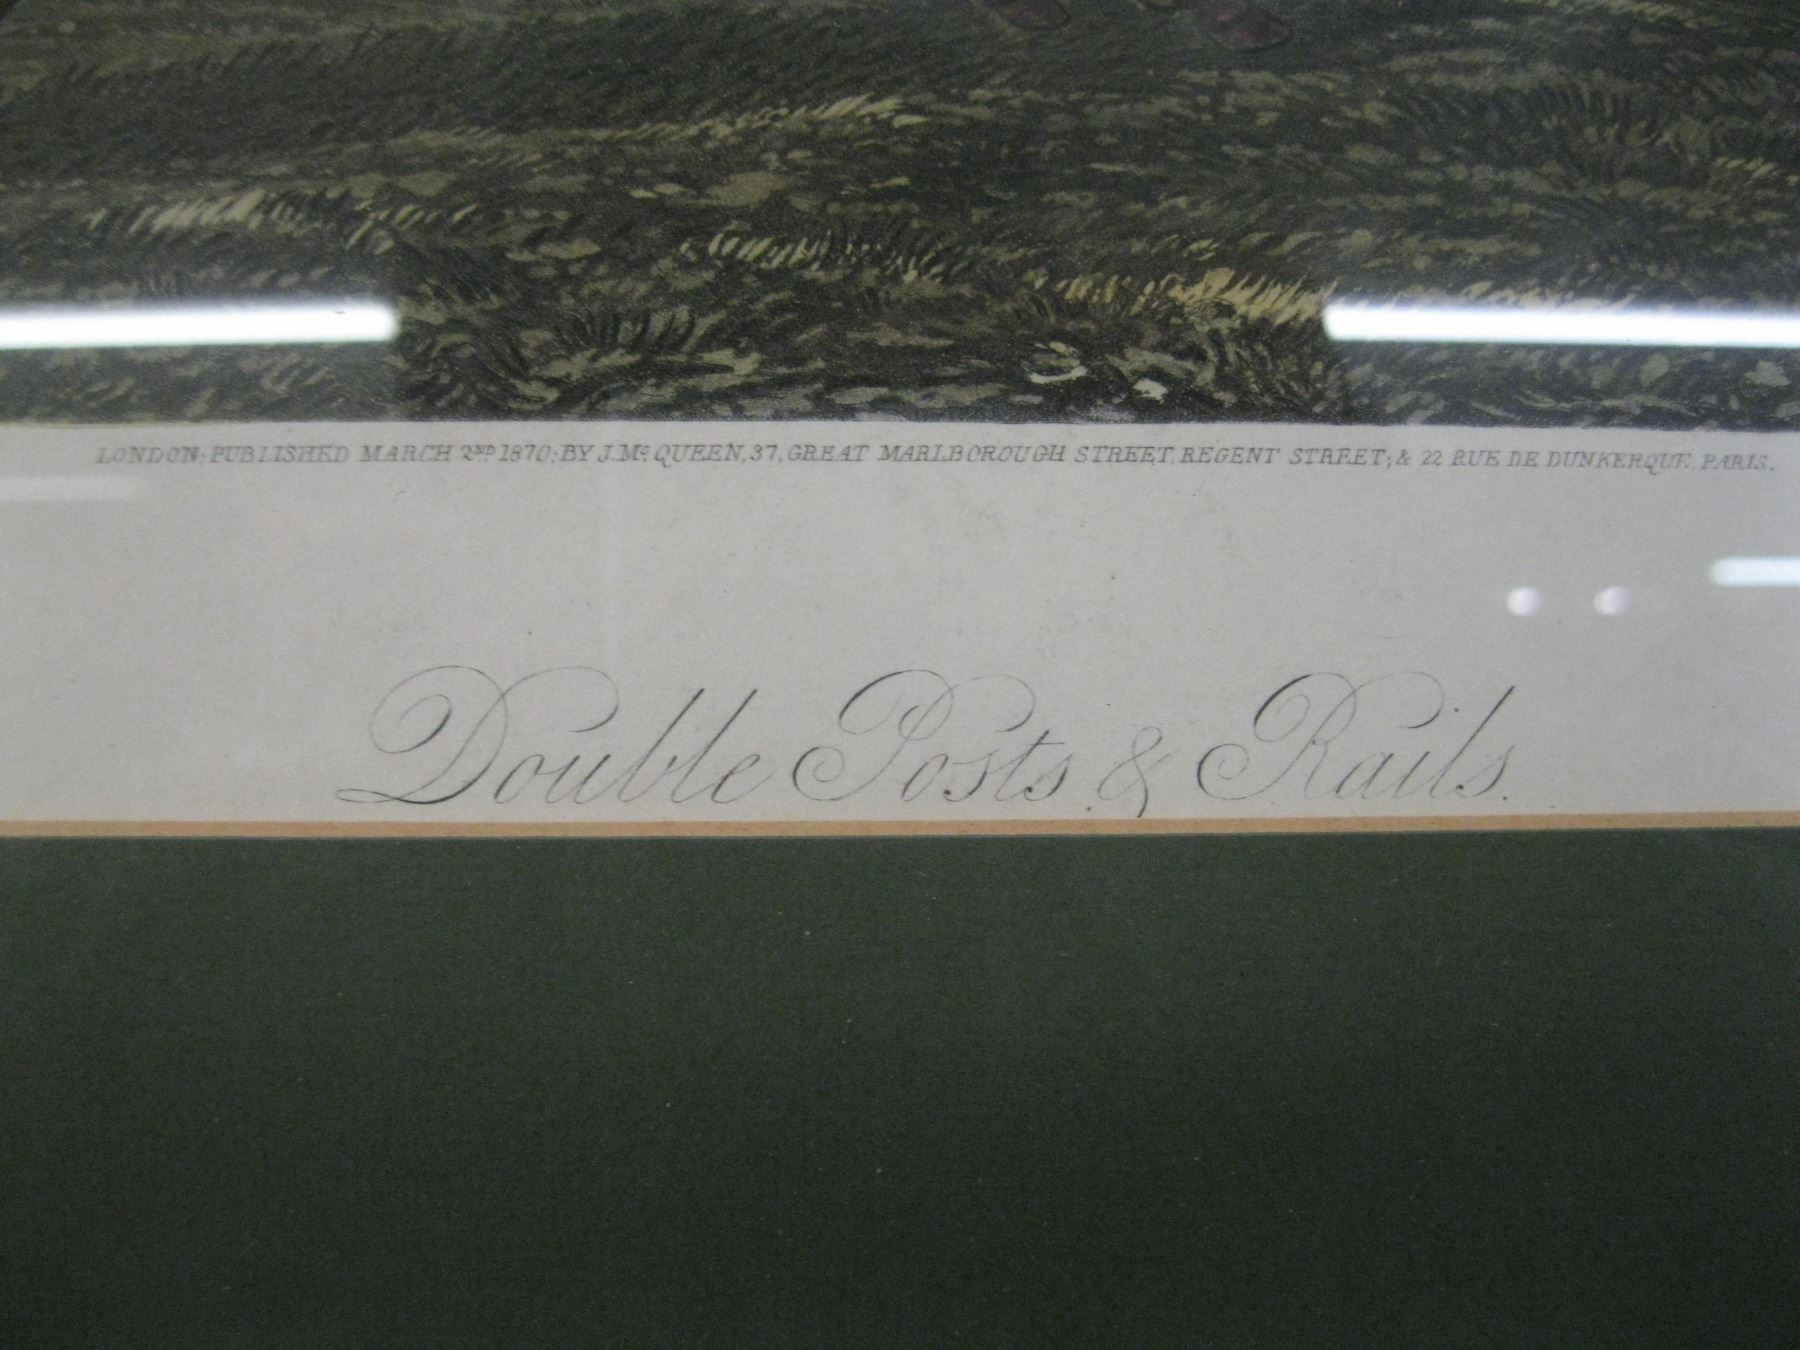 LONDON; PUBLISHED MARCH 2ND 1870; BY J. Mc QUEEN, 37, GREAT MARLBOROUGH STREET, REGENT STREET; & 22 RUE DE DUNKERQUE, PARIS.
Double Posts & Rails.